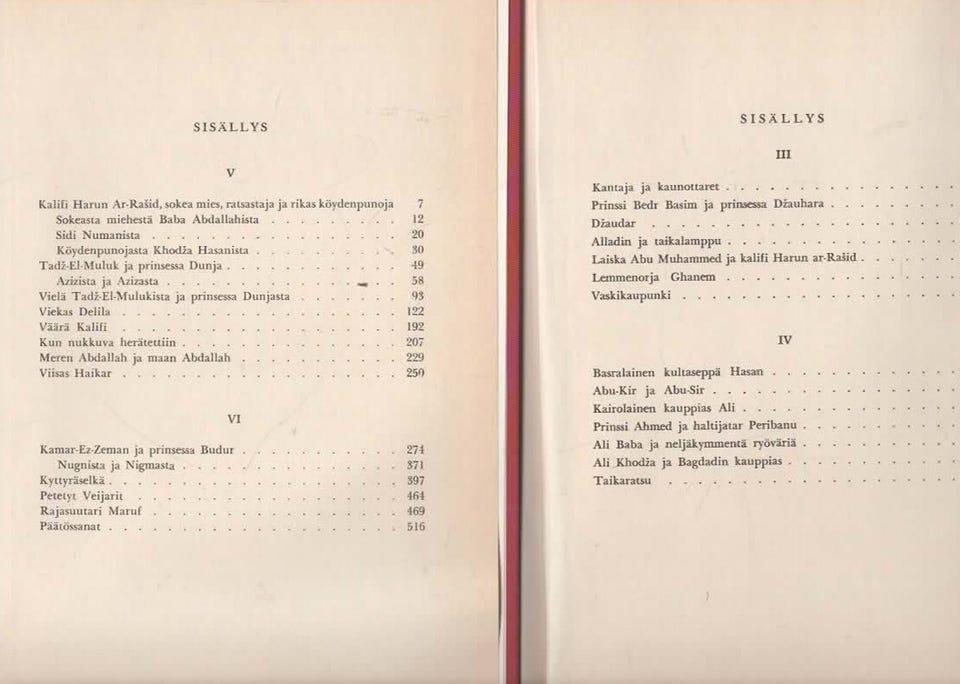 SISÄLLYS
V
Kalifi Harun Ar-Rašid, sokea mies, ratsastaja ja rikas köydenpunoja 7
Sokeasta miehestä Baba Abdallahista . . . . . . . . . 12
Sidi Numanista . . . . . . . . . . . . . . . . . 20
Köydenpunojasta Khodža Hasanista . . . . . . . . . . 30
Tadž-El-Muluk ja prinsessa Dunja . . . . . . . . . . . . 49
Azizista ja Azizasta . . . . . . . . . . . . . . . . 58
Vielä Tadž-El-Mulukista ja prinsessa Dunjasta . . . . . . . 93
Viekas Delila . . . . . . . . . . . . . . . . . . . 122
Väärä Kalifi . . . . . . . . . . . . . . . . . . . 192
Kun nukkuva herätettiin . . . . . . . . . . . . . . . 207
Meren Abdallah ja maan Abdallah . . . . . . . . . . . 229
Viisas Haikar . . . . . . . . . . . . . . . . . . . 250
VI
Kamar-Ez-Zeman ja prinsessa Budur . . . . . . . . . . . 274
Nugnista ja Nigmasta . . . . . . . . . . . . . . . 371
Kyttyräselkä . . . . . . . . . . . . . . . . . . . . 397
Petetyt Veijarit . . . . . . . . . . . . . . . . . . 464
Rajasuutari Maruf . . . . . . . . . . . . . . . . . 469
Päätössanat . . . . . . . . . . . . . . . . . . . . 516
SISÄLLYS
III
Kantaja ja kaunottaret . . . . . . . . . . . . . . . .
Prinssi Bedr Basim ja prinsessa Džauhara . . . . . . . . .
Džaudar . . . . . . . . . . . . . . . . . . . . .
Alladin ja taikalamppu . . . . . . . . . . . . . . . .
Laiska Abu Muhammed ja kalifi Harun ar-Rašid . . . . . . .
Lemmenorja Ghanem . . . . . . . . . . . . . . . .
Vaskikaupunki . . . . . . . . . . . . . . . . . . .
IV
Basralainen kultaseppä Hasan . . . . . . . . . . . . .
Abu-Kir ja Abu-Sir . . . . . . . . . . . . . . . . .
Kairolainen kauppias Ali . . . . . . . . . . . . . . .
Prinssi Ahmed ja haltijatar Peribanu . . . . . . . . . . .
Ali Baba ja neljäkymmentä ryöväriä . . . . . . . . . . .
Ali Khodža ja Bagdadin kauppias . . . . . . . . . . . .
Taikaratsu . . . . . . . . . . . . . . . . . . . .